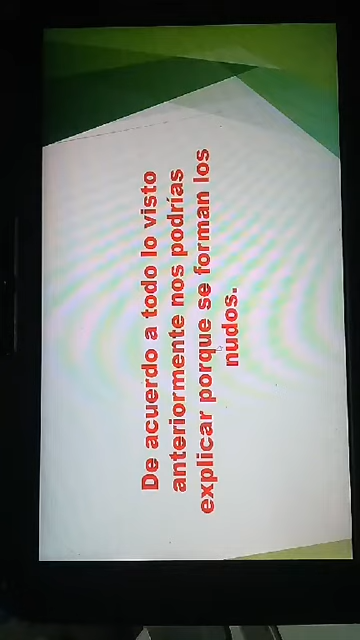 De acuerdo a todo lo visto
anteriormente nos podrías
explicar porque se forman los
nudos.